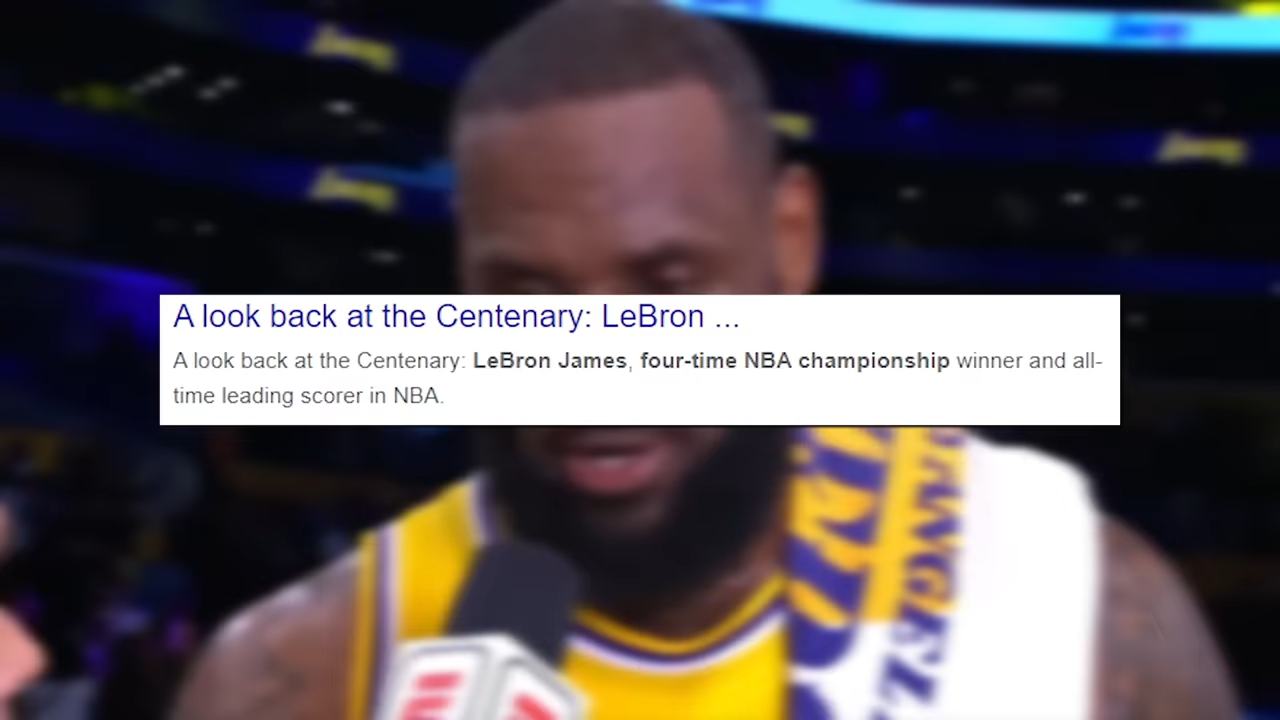 A look back at the Centenary: LeBron ...
A look back at the Centenary: LeBron James, four-time NBA championship winner and all-
time leading scorer in NBA.